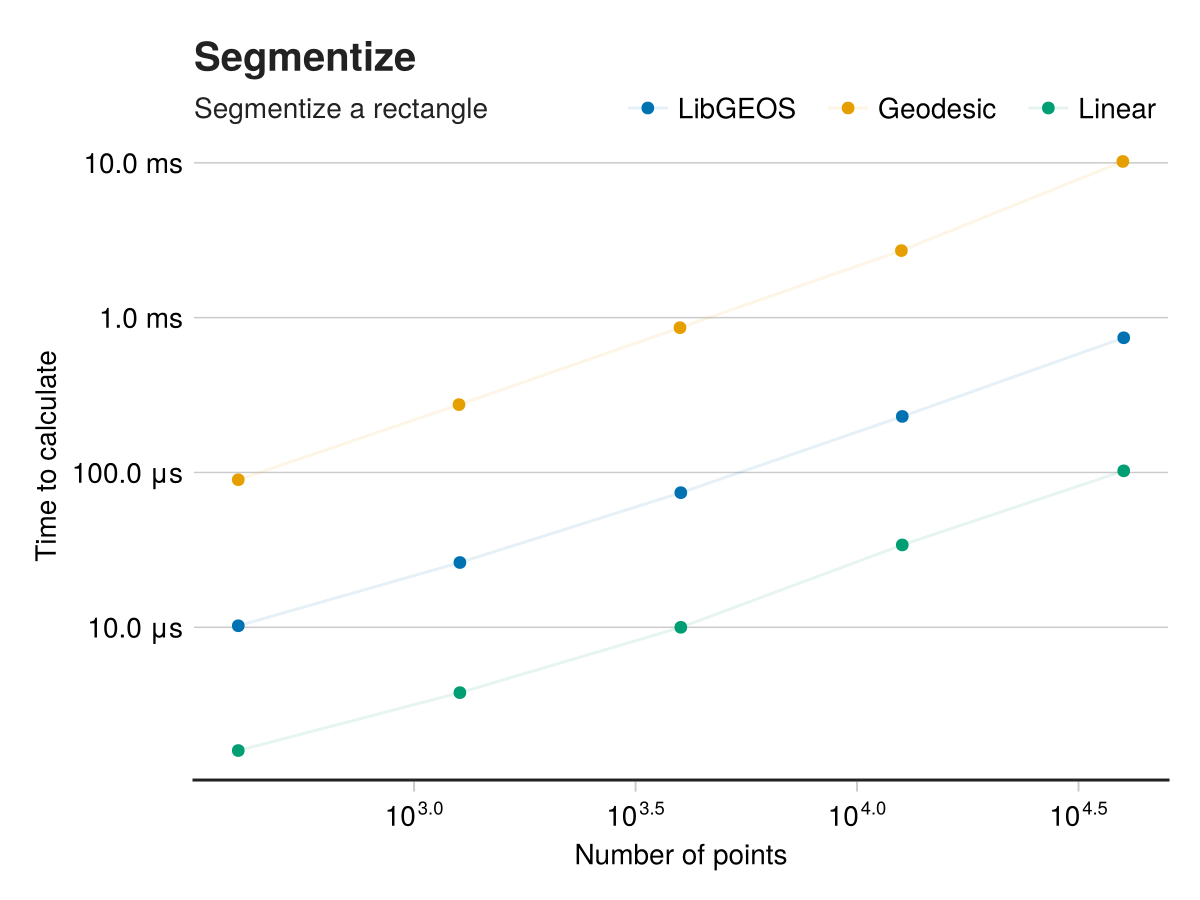 Segmentize
Segmentize a rectangle
LibGEOS
Geodesic
Linear
10.0 ms
1.0 ms
100.0 µs
10.0 µs
Time to calculate
10^3.0
10^3.5
10^4.0
10^4.5
Number of points